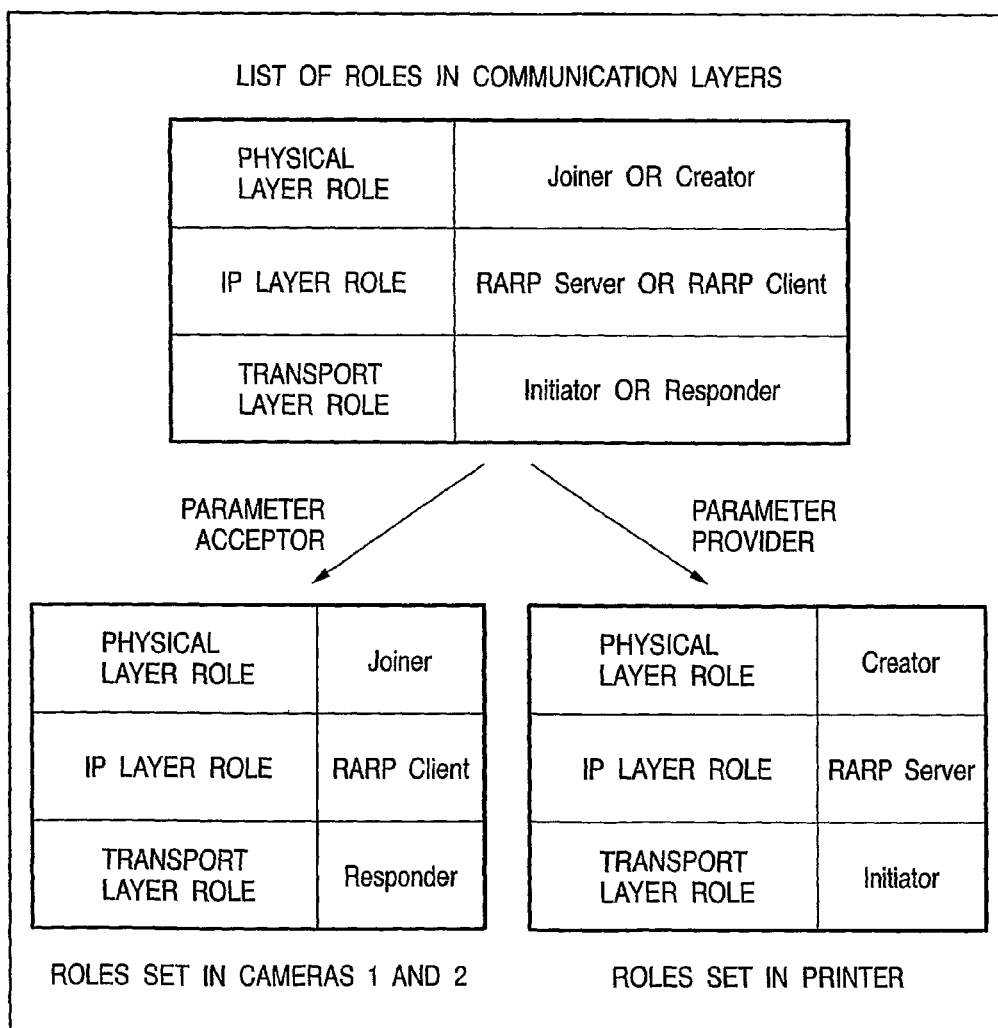 LIST OF ROLES IN COMMUNICATION LAYERS
PHYSICAL
LAYER ROLE
Joiner OR Creator
IP LAYER ROLE
RARP Server OR RARP Client
TRANSPORT
LAYER ROLE
Initiator OR Responder
PARAMETER
ACCEPTOR
PARAMETER
PROVIDER
PHYSICAL
LAYER ROLE
Joiner
IP LAYER ROLE
RARP Client
TRANSPORT
LAYER ROLE
Responder
ROLES SET IN CAMERAS 1 AND 2
PHYSICAL
LAYER ROLE
Creator
IP LAYER ROLE
RARP Server
TRANSPORT
LAYER ROLE
Initiator
ROLES SET IN PRINTER